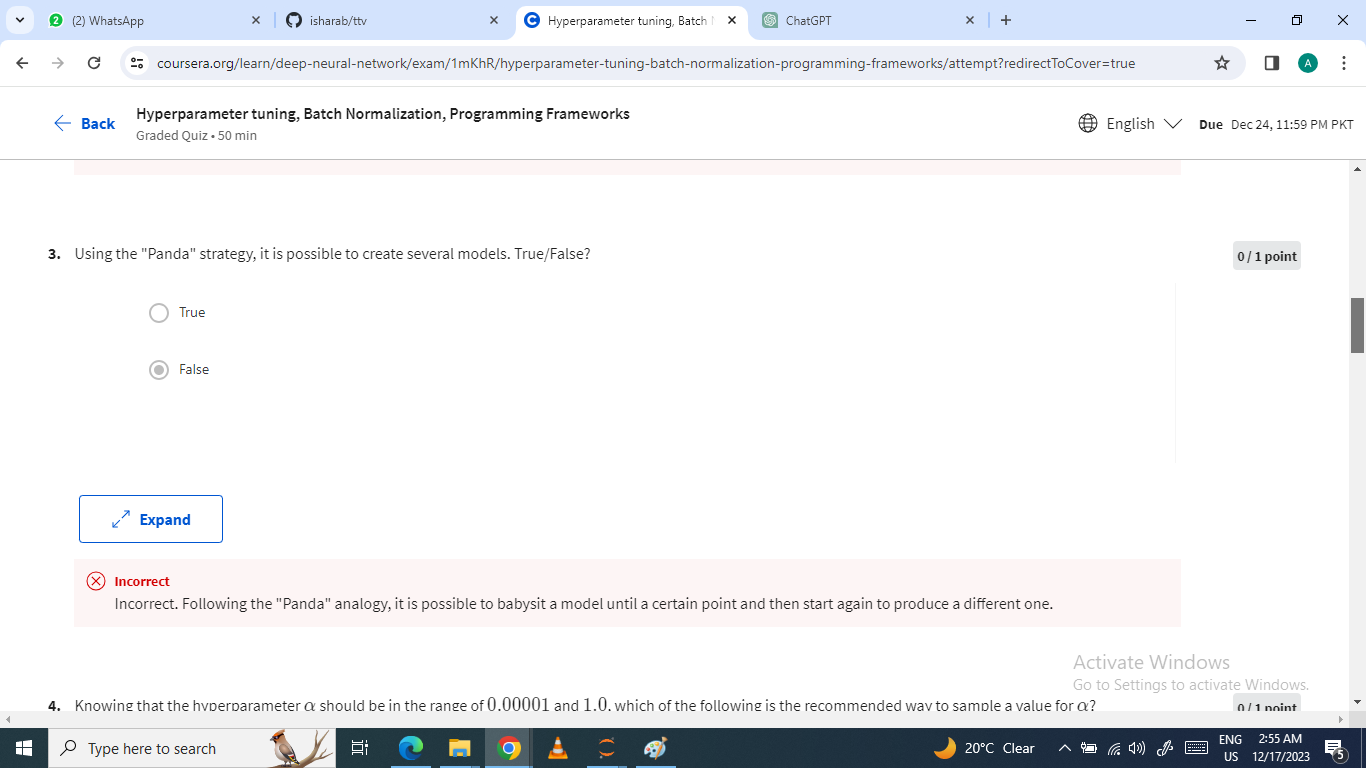 (2) WhatsApp
isharab/ttv
Hyperparameter tuning, Batch
ChatGPT
coursera.org/learn/deep-neural-network/exam/1mKhR/hyperparameter-tuning-batch-normalization-programming-frameworks/attempt?redirectToCover=true
A
Back
Hyperparameter tuning, Batch Normalization, Programming Frameworks
Graded Quiz • 50 min
English
Due Dec 24, 11:59 PM PKT
3. Using the "Panda" strategy, it is possible to create several models. True/False?
0 / 1 point
True
False
Expand
Incorrect
Incorrect. Following the "Panda" analogy, it is possible to babysit a model until a certain point and then start again to produce a different one.
Activate Windows
Go to Settings to activate Windows.
4. Knowing that the hyperparameter α should be in the range of 0.00001 and 1.0, which of the following is the recommended way to sample a value for α?
0 / 1 point
Type here to search
20°C Clear
ENG
US
2:55 AM
12/17/2023
5